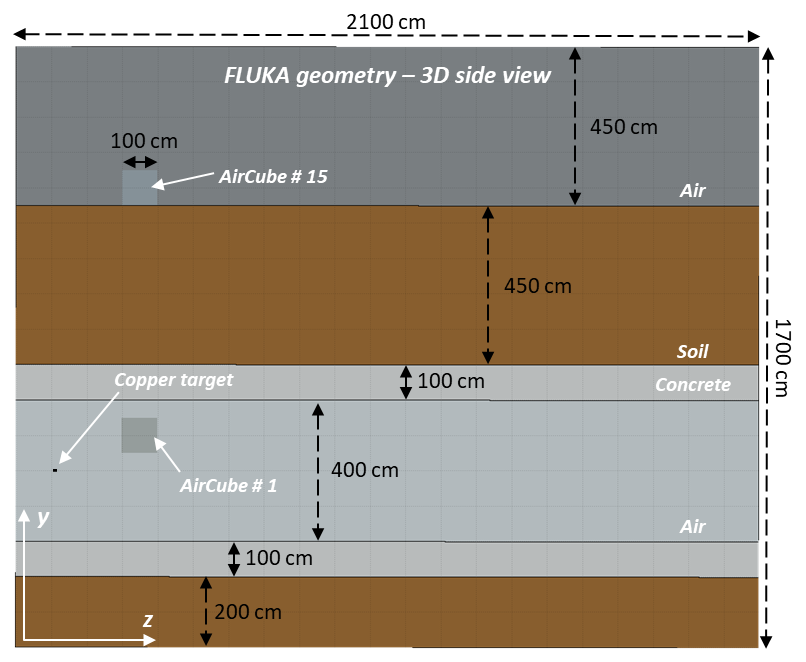 2100 cm
FLUKA geometry – 3D side view
450 cm
100 cm
AirCube # 15
Air
450 cm
1700 cm
Soil
Copper target
100 cm
Concrete
400 cm
AirCube # 1
y
Air
100 cm
200 cm
z